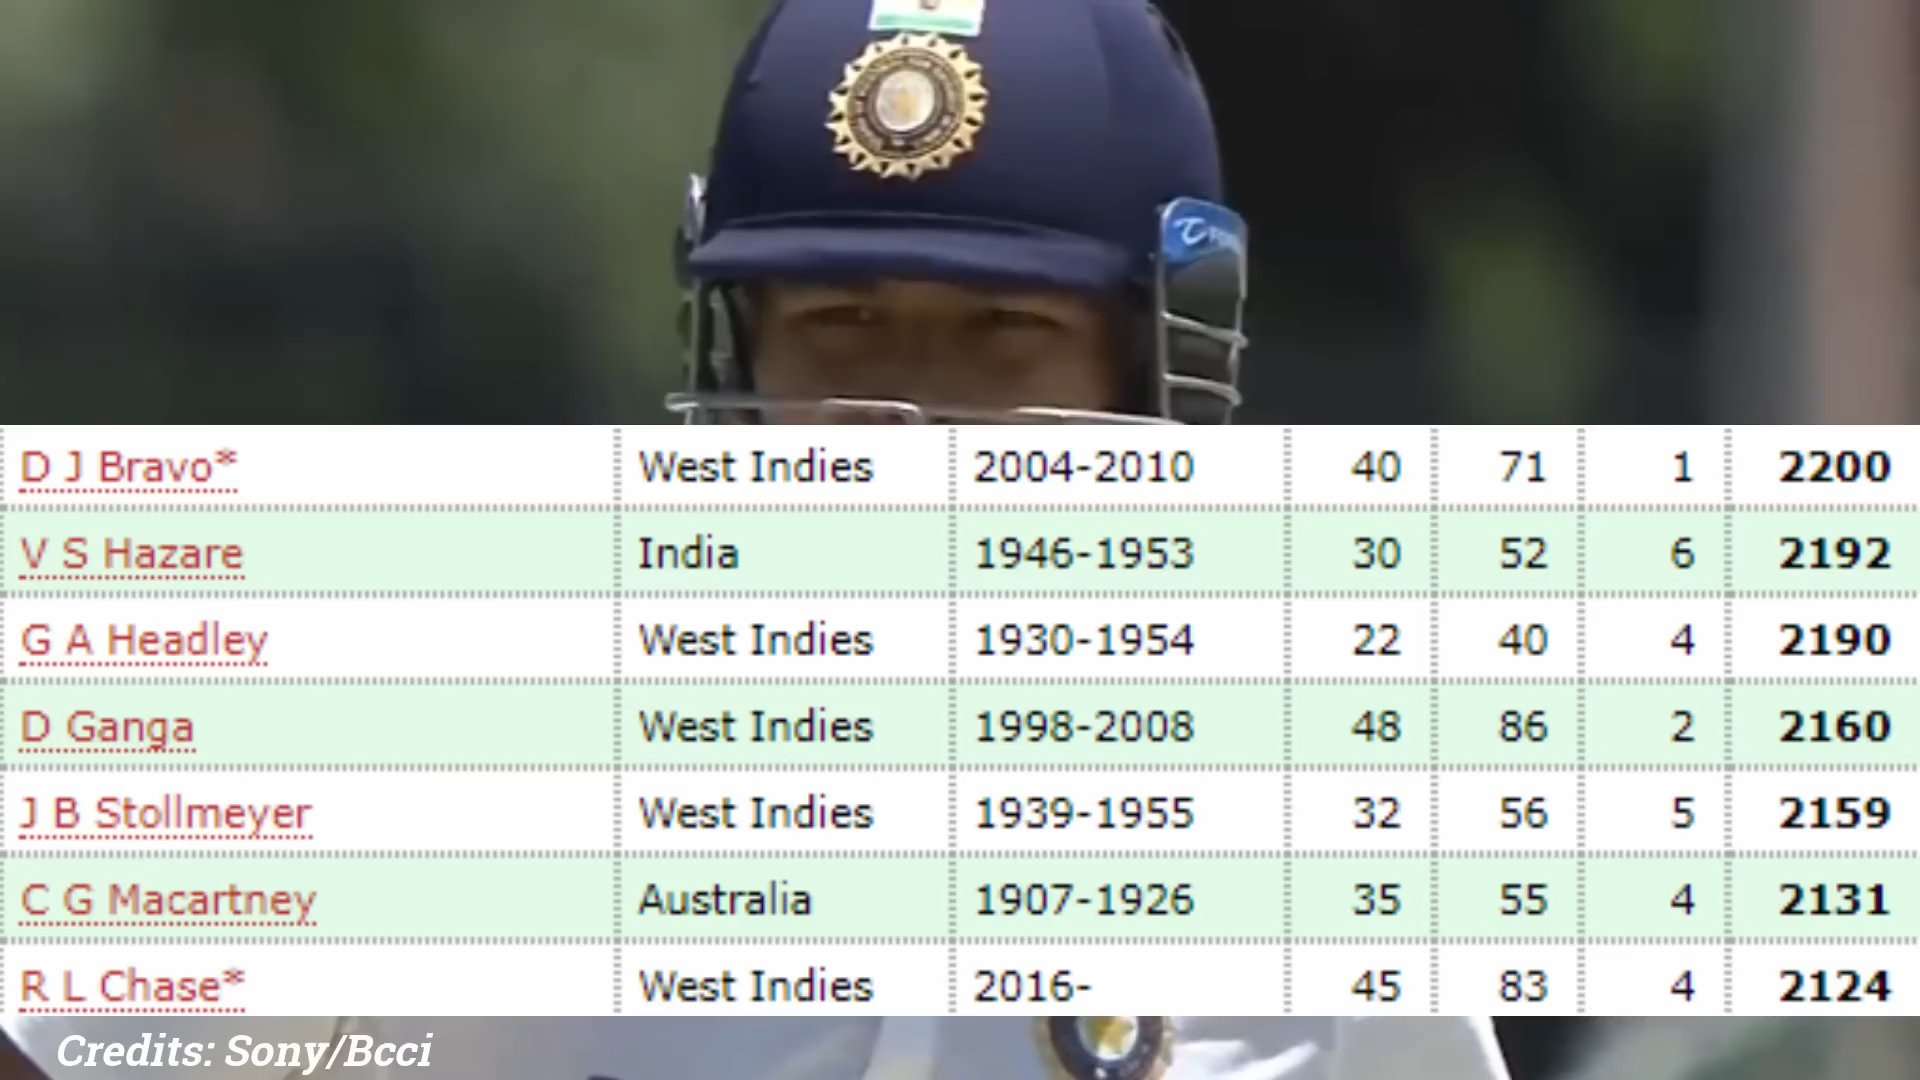 D J Bravo* West Indies 2004-2010 40 71 1 2200
V S Hazare India 1946-1953 30 52 6 2192
G A Headley West Indies 1930-1954 22 40 4 2190
D Ganga West Indies 1998-2008 48 86 2 2160
J B Stollmeyer West Indies 1939-1955 32 56 5 2159
C G Macartney Australia 1907-1926 35 55 4 2131
R L Chase* West Indies 2016- 45 83 4 2124
Credits: Sony/Bcci